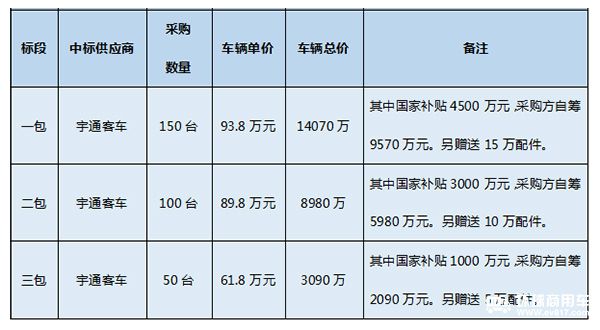 标段 中标供应商 采购 车辆单价 车辆总价 备注
数量
一包 宇通客车 150 台 93.8 万元 14070 万 其中国家补贴 4500 万元,采购方自筹
9570 万元。另赠送 15 万配件。
二包 宇通客车 100 台 89.8 万元 8980 万 其中国家补贴 3000 万元,采购方自筹
5980 万元。另赠送 10 万配件。
三包 宇通客车 50 台 61.8 万元 3090 万 其中国家补贴 1000 万元,采购方自筹
2090 万元。另赠送 万配件。
商用车
www.ev817.com